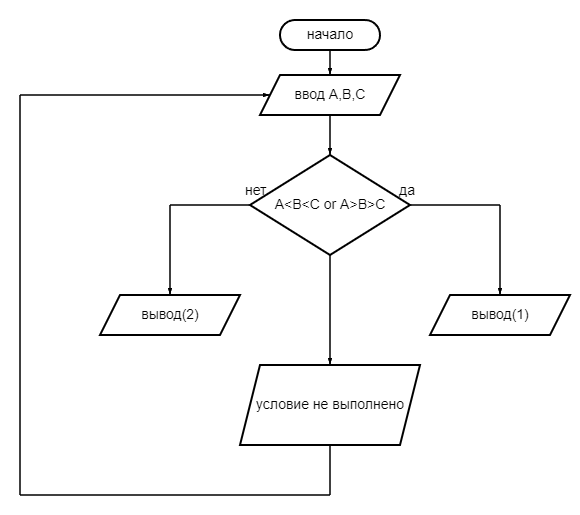 начало
ввод A,B,C
нет
да
A<B<C or A>B>C
вывод(2)
вывод(1)
условие не выполнено